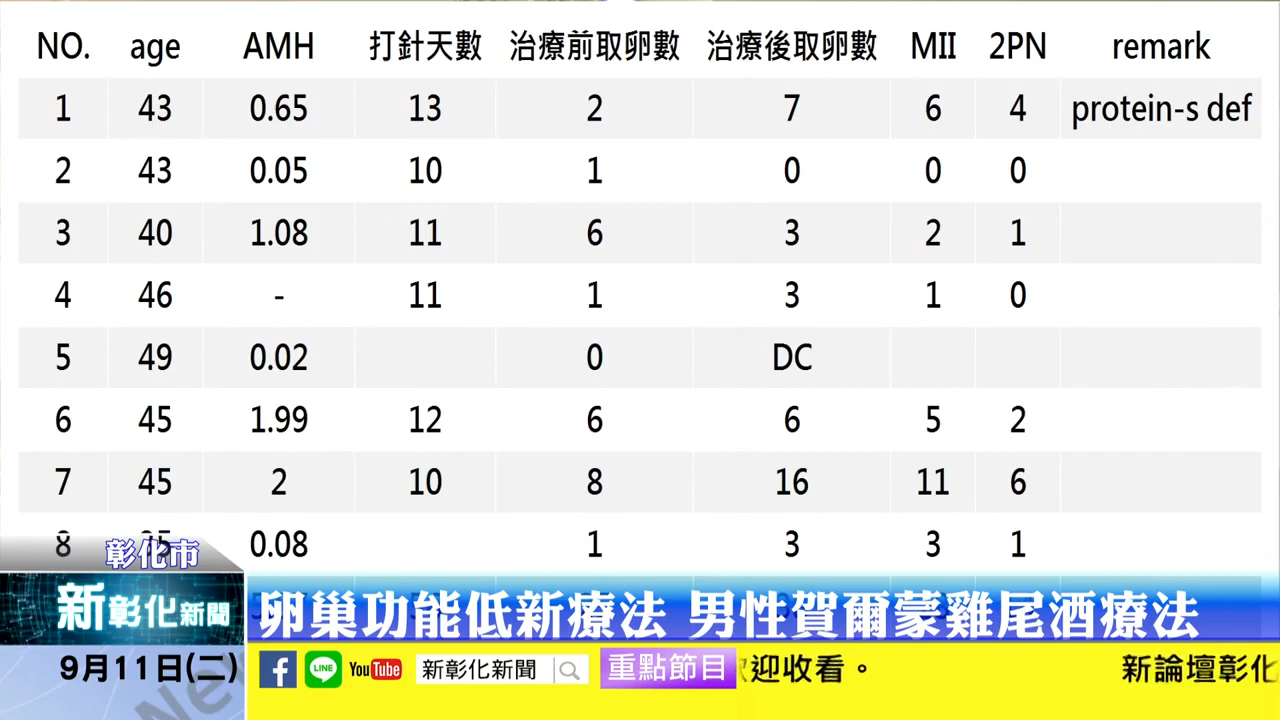 NO. age AMH 打針天數 治療前取卵數 治療後取卵數 MII 2PN remark
1 43 0.65 13 2 7 6 4 protein-s def
2 43 0.05 10 1 0 0 0
3 40 1.08 11 6 3 2 1
4 46 - 11 1 3 1 0
5 49 0.02 0 DC
6 45 1.99 12 6 6 5 2
7 45 2 10 8 16 11 6
8 0.08 1 3 3 1
彰化市
新彰化新聞
卵巢功能低新療法 男性賀爾蒙雞尾酒療法
9月11日(二)
f LINE YouTube 新彰化新聞 重點節目 迎收看。 新論壇彰化